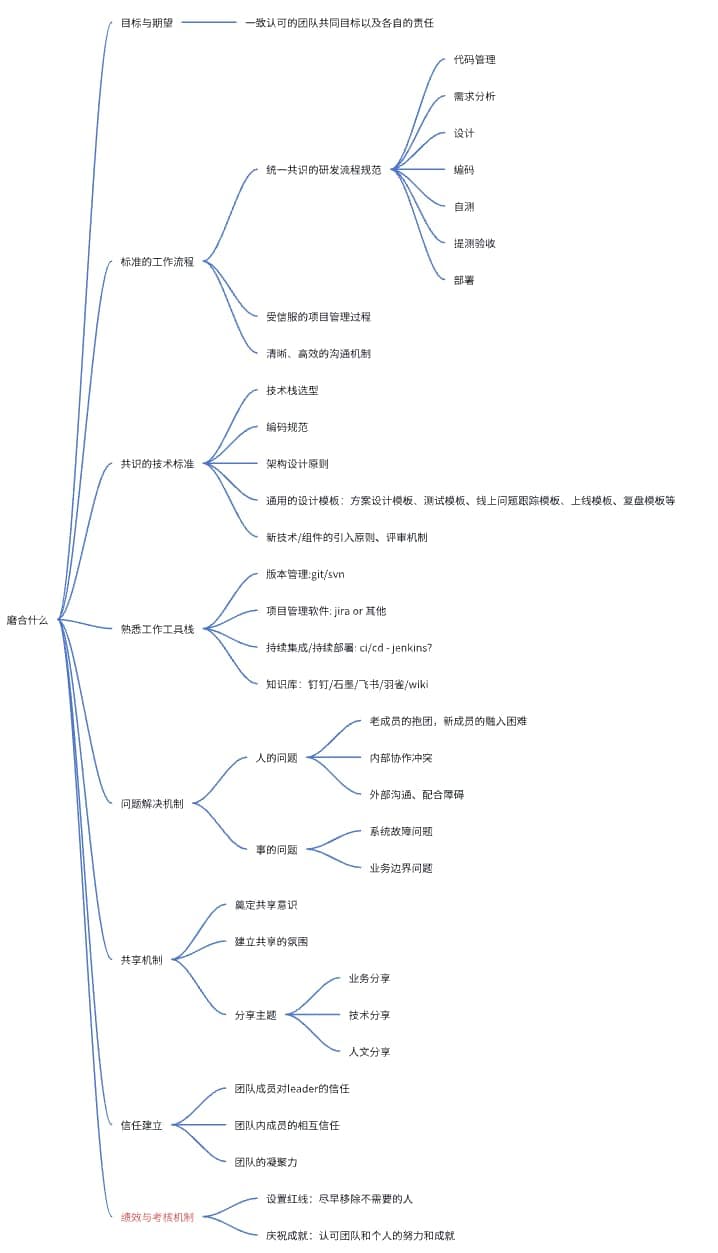 磨合什么
目标与期望
一致认可的团队共同目标以及各自的责任
标准的工作流程
统一共识的研发流程规范
代码管理
需求分析
设计
编码
自测
提测验收
部署
受信服的项目管理过程
清晰、高效的沟通机制
共识的技术标准
技术栈选型
编码规范
架构设计原则
通用的设计模板：方案设计模板、测试模板、线上问题跟踪模板、上线模板、复盘模板等
新技术/组件的引入原则、评审机制
熟悉工作工具栈
版本管理:git/svn
项目管理软件: jira or 其他
持续集成/持续部署: ci/cd - jenkins?
知识库：钉钉/石墨/飞书/羽雀/wiki
问题解决机制
人的问题
老成员的抱团，新成员的融入困难
内部协作冲突
外部沟通、配合障碍
事的问题
系统故障问题
业务边界问题
共享机制
奠定共享意识
建立共享的氛围
分享主题
业务分享
技术分享
人文分享
信任建立
团队成员对leader的信任
团队内成员的相互信任
团队的凝聚力
绩效与考核机制
设置红线：尽早移除不需要的人
庆祝成就：认可团队和个人的努力和成就